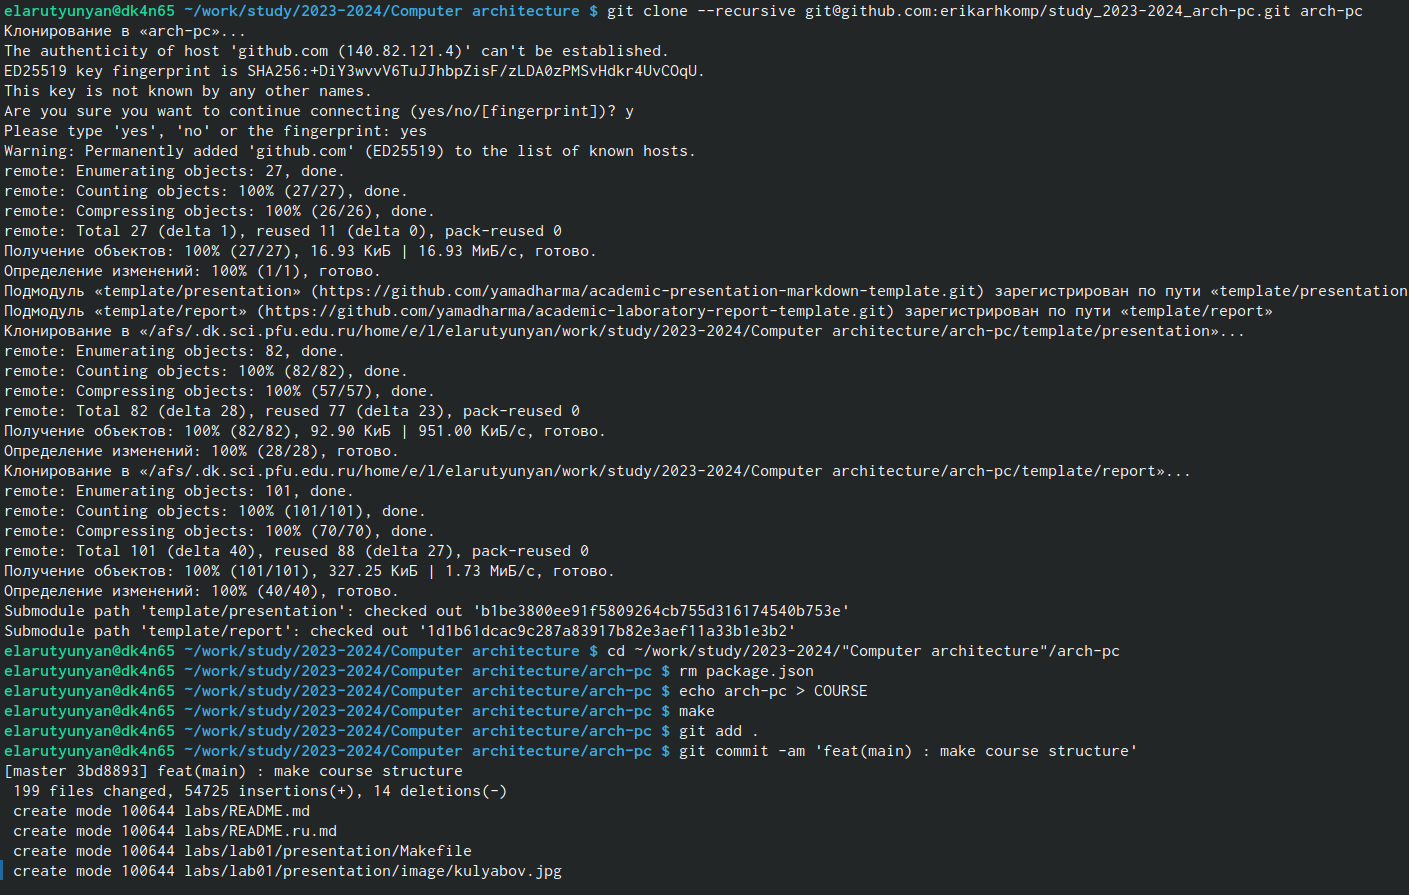 elarutyunyan@dk4n65 ~/work/study/2023-2024/Computer architecture $ git clone --recursive git@github.com:erikarhkomp/study_2023-2024_arch-pc.git arch-pc
Клонирование в «arch-pc»...
The authenticity of host 'github.com (140.82.121.4)' can't be established.
ED25519 key fingerprint is SHA256:+DiY3wvvV6TuJJhbpZisF/zLDA0zPMSvHdkr4UvCOqU.
This key is not known by any other names.
Are you sure you want to continue connecting (yes/no/[fingerprint])? y
Please type 'yes', 'no' or the fingerprint: yes
Warning: Permanently added 'github.com' (ED25519) to the list of known hosts.
remote: Enumerating objects: 27, done.
remote: Counting objects: 100% (27/27), done.
remote: Compressing objects: 100% (26/26), done.
remote: Total 27 (delta 1), reused 11 (delta 0), pack-reused 0
Получение объектов: 100% (27/27), 16.93 КиБ | 16.93 МиБ/с, готово.
Определение изменений: 100% (1/1), готово.
Подмодуль «template/presentation» (https://github.com/yamadharma/academic-presentation-markdown-template.git) зарегистрирован по пути «template/presentation
Подмодуль «template/report» (https://github.com/yamadharma/academic-laboratory-report-template.git) зарегистрирован по пути «template/report»
Клонирование в «/afs/.dk.sci.pfu.edu.ru/home/e/l/elarutyunyan/work/study/2023-2024/Computer architecture/arch-pc/template/presentation»...
remote: Enumerating objects: 82, done.
remote: Counting objects: 100% (82/82), done.
remote: Compressing objects: 100% (57/57), done.
remote: Total 82 (delta 28), reused 77 (delta 23), pack-reused 0
Получение объектов: 100% (82/82), 92.90 КиБ | 951.00 КиБ/с, готово.
Определение изменений: 100% (28/28), готово.
Клонирование в «/afs/.dk.sci.pfu.edu.ru/home/e/l/elarutyunyan/work/study/2023-2024/Computer architecture/arch-pc/template/report»...
remote: Enumerating objects: 101, done.
remote: Counting objects: 100% (101/101), done.
remote: Compressing objects: 100% (70/70), done.
remote: Total 101 (delta 40), reused 88 (delta 27), pack-reused 0
Получение объектов: 100% (101/101), 327.25 КиБ | 1.73 МиБ/с, готово.
Определение изменений: 100% (40/40), готово.
Submodule path 'template/presentation': checked out 'b1be3800ee91f5809264cb755d316174540b753e'
Submodule path 'template/report': checked out '1d1b61dcac9c287a83917b82e3aef11a33b1e3b2'
elarutyunyan@dk4n65 ~/work/study/2023-2024/Computer architecture $ cd ~/work/study/2023-2024/"Computer architecture"/arch-pc
elarutyunyan@dk4n65 ~/work/study/2023-2024/Computer architecture/arch-pc $ rm package.json
elarutyunyan@dk4n65 ~/work/study/2023-2024/Computer architecture/arch-pc $ echo arch-pc > COURSE
elarutyunyan@dk4n65 ~/work/study/2023-2024/Computer architecture/arch-pc $ make
elarutyunyan@dk4n65 ~/work/study/2023-2024/Computer architecture/arch-pc $ git add .
elarutyunyan@dk4n65 ~/work/study/2023-2024/Computer architecture/arch-pc $ git commit -am 'feat(main) : make course structure'
[master 3bd8893] feat(main) : make course structure
199 files changed, 54725 insertions(+), 14 deletions(-)
create mode 100644 labs/README.md
create mode 100644 labs/README.ru.md
create mode 100644 labs/lab01/presentation/Makefile
create mode 100644 labs/lab01/presentation/image/kulyabov.jpg